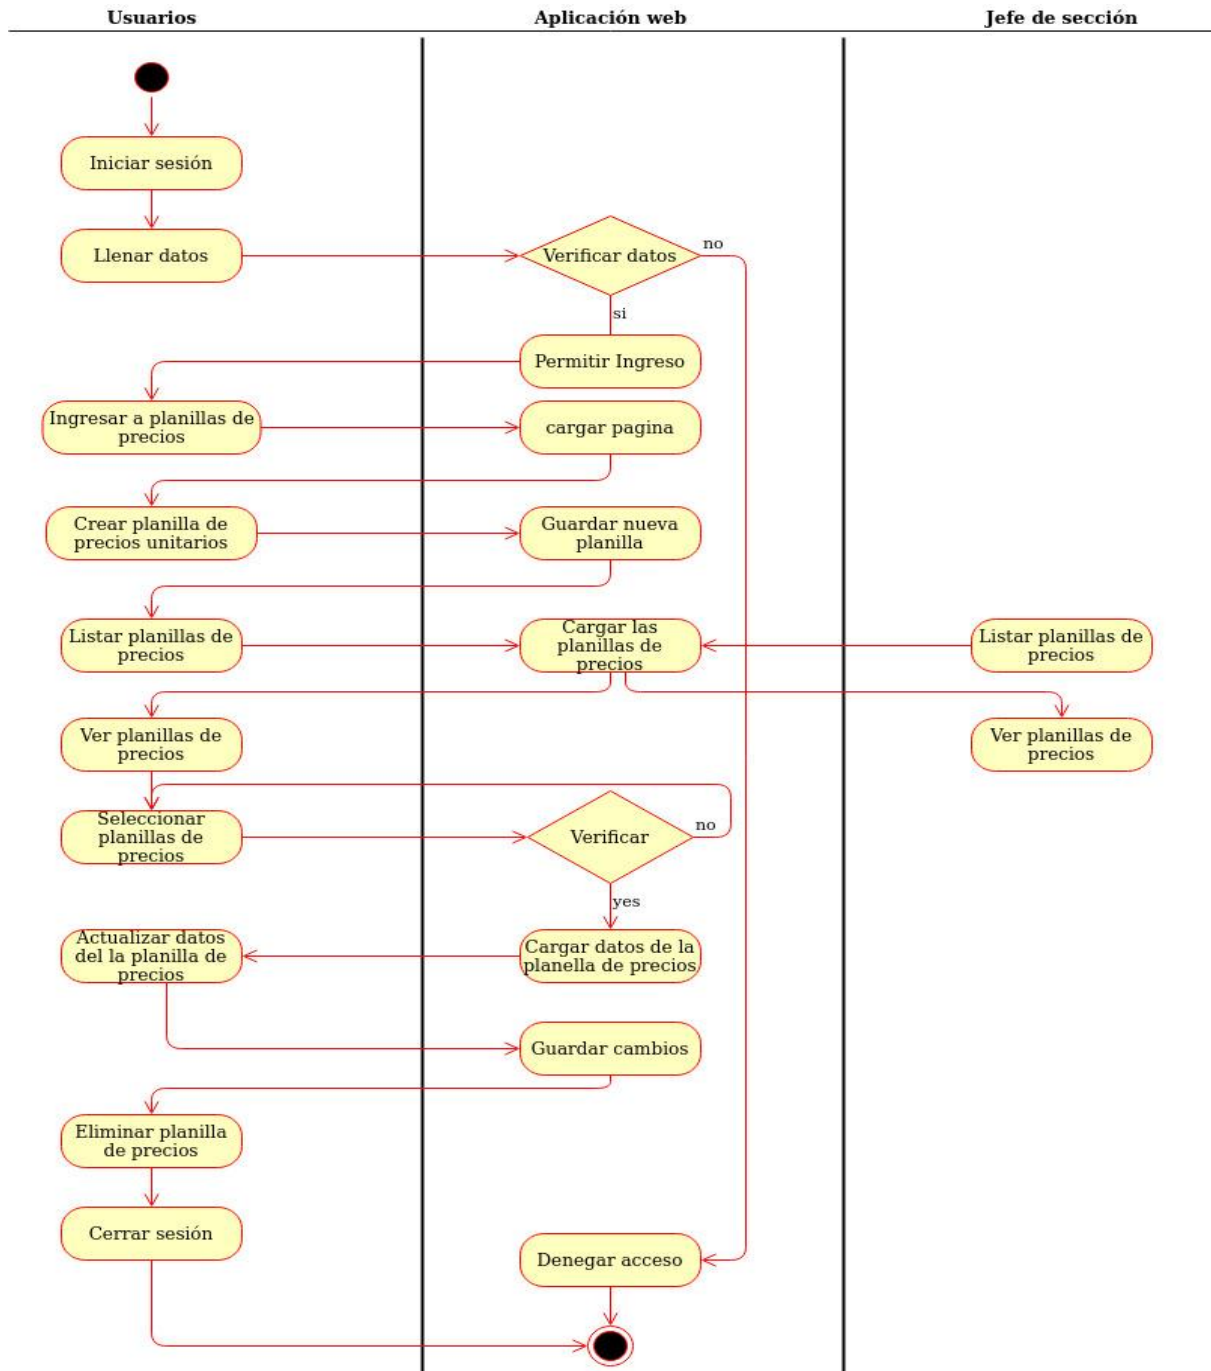 Usuarios
Aplicación web
Jefe de sección
Iniciar sesión
Llenar datos
Verificar datos
no
si
Permitir Ingreso
Ingresar a planillas de
precios
cargar pagina
Crear planilla de
precios unitarios
Guardar nueva
planilla
Listar planillas de
precios
Cargar las
planillas de
precios
Listar planillas de
precios
Ver planillas de
precios
Ver planillas de
precios
Seleccionar
planillas de
precios
Verificar
no
yes
Actualizar datos
del la planilla de
precios
Cargar datos de la
planella de precios
Guardar cambios
Eliminar planilla
de precios
Cerrar sesión
Denegar acceso